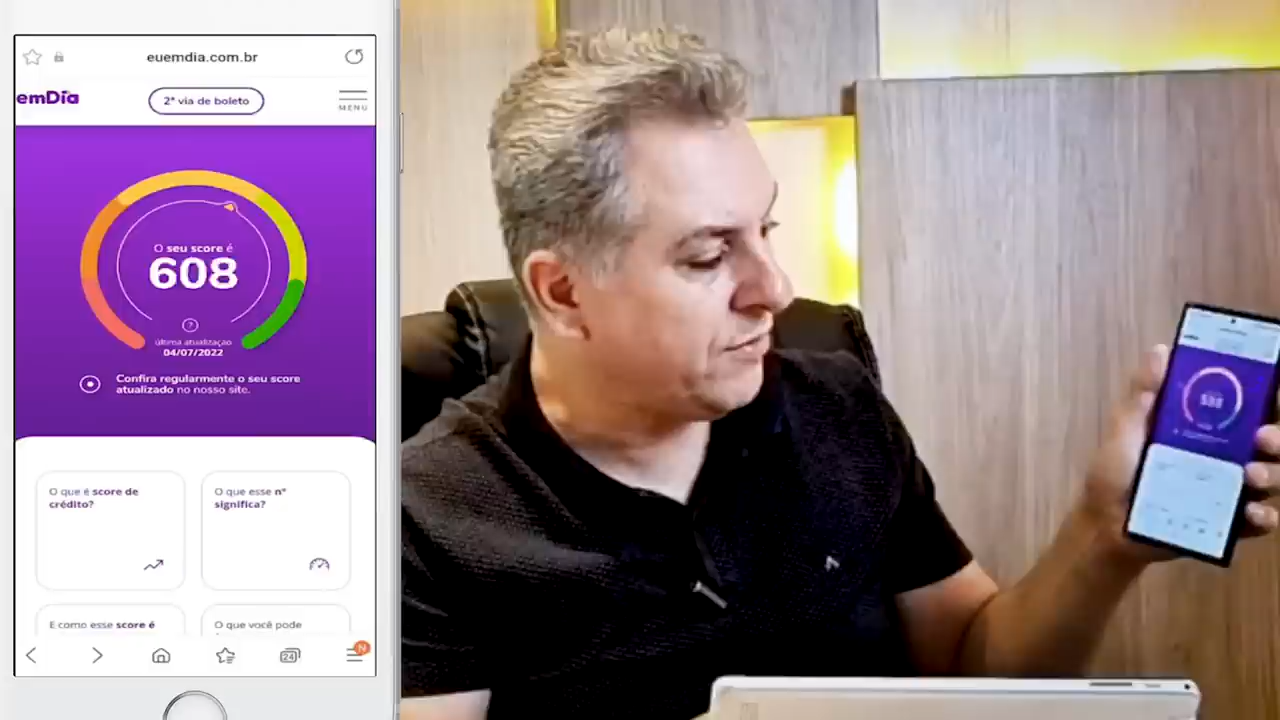 euemdia.com.br
emDia
2ª via de boleto
MENU
O seu score é
608
?
última atualização
04/07/2022
Confira regularmente o seu score
atualizado no nosso site.
O que é score de
crédito?
O que esse nº
significa?
E como esse score é
O que você pode
24
N